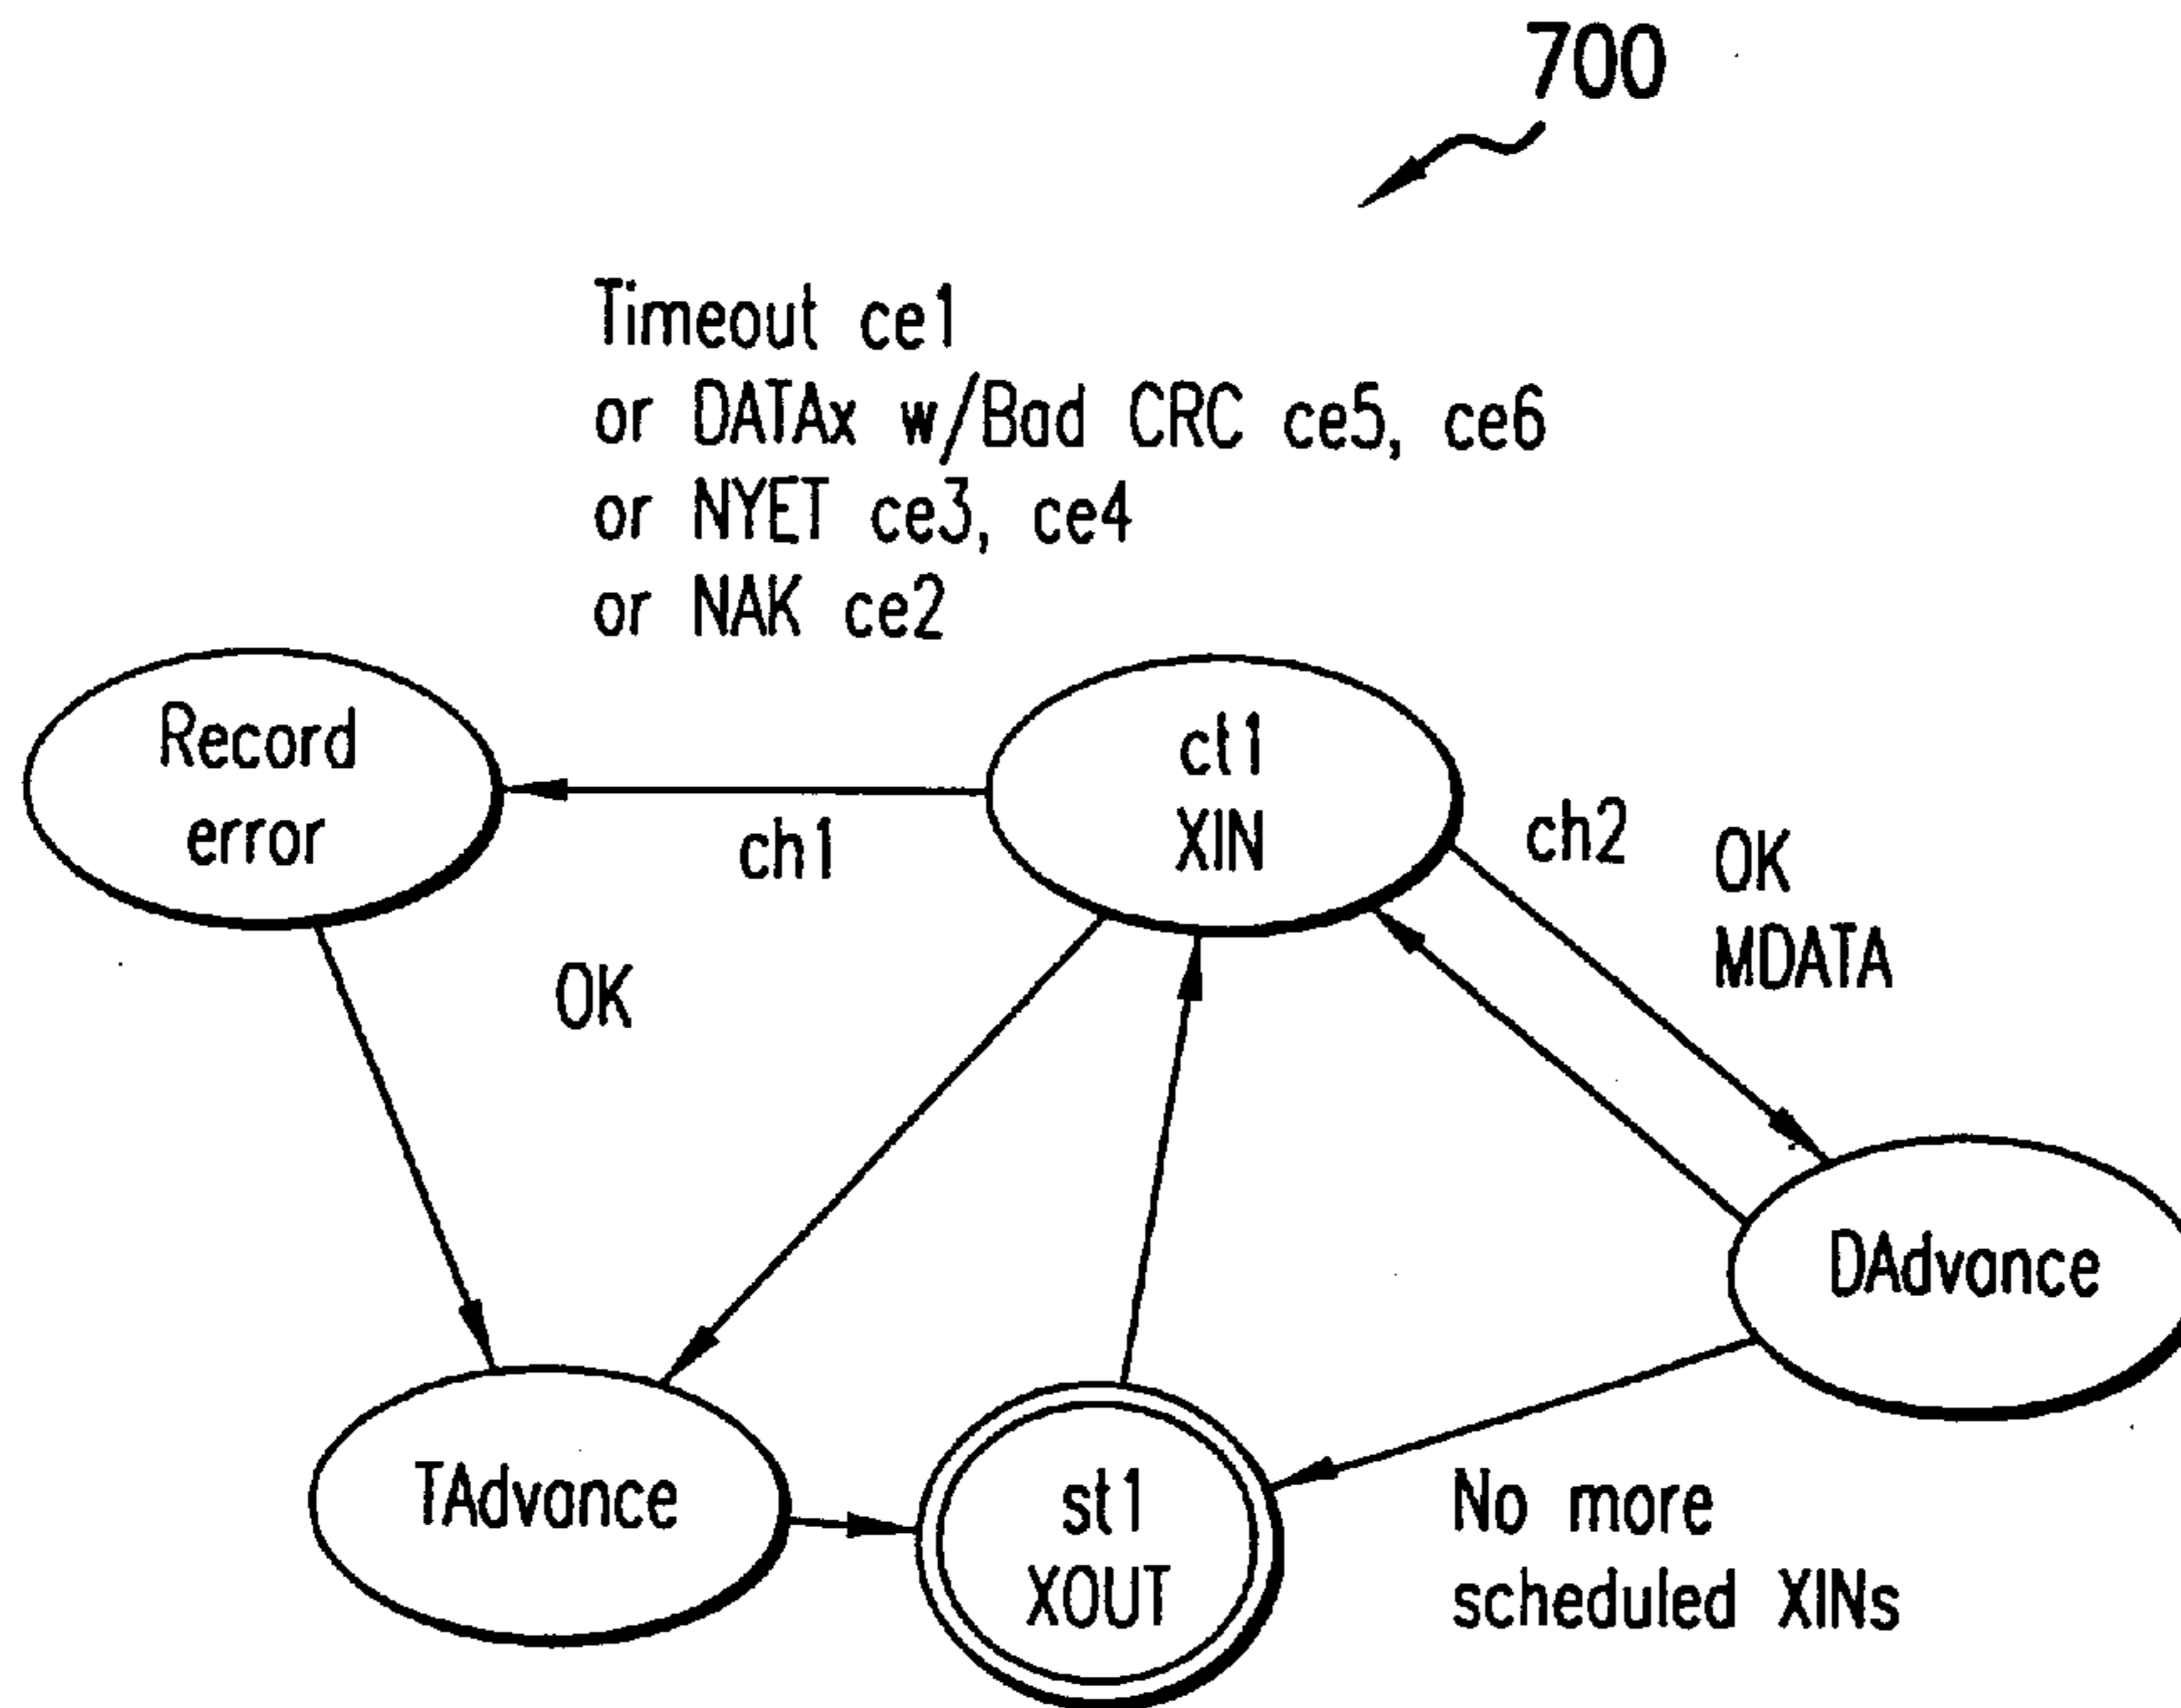 700
Timeout ce1
or DATAx w/Bad CRC ce5, ce6
or NYET ce3, ce4
or NAK ce2
Record
error
ct1
XIN
ch1
ch2
OK
MDATA
OK
DAdvance
TAdvance
st1
XOUT
No more
scheduled XINs